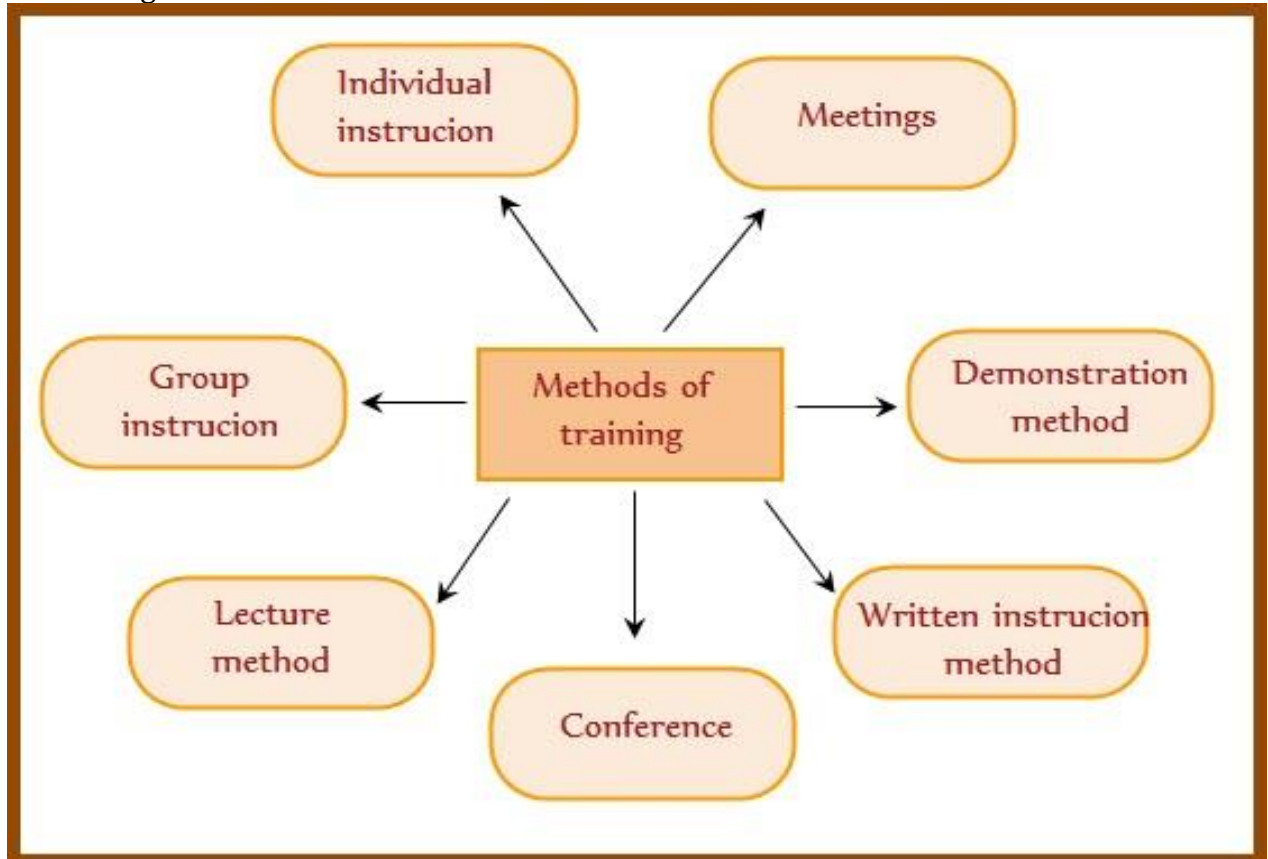 Individual
instrucion
Meetings
Group
instrucion
Methods of
training
Demonstration
method
Lecture
method
Conference
Written instrucion
method